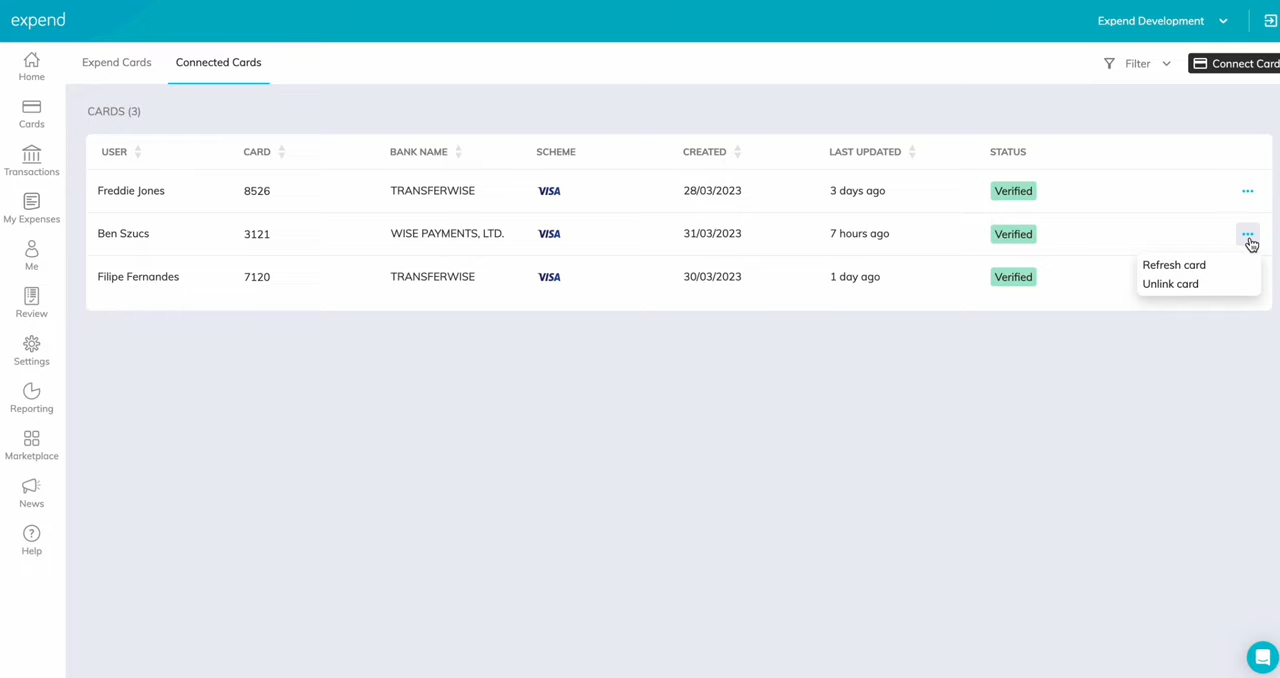 expend
Expend Development
Home
Cards
Transactions
My Expenses
Me
Review
Settings
Reporting
Marketplace
News
Help
Expend Cards
Connected Cards
Filter
Connect Card
CARDS (3)
USER CARD BANK NAME SCHEME CREATED LAST UPDATED STATUS
Freddie Jones 8526 TRANSFERWISE VISA 28/03/2023 3 days ago Verified
Ben Szucs 3121 WISE PAYMENTS, LTD. VISA 31/03/2023 7 hours ago Verified
Filipe Fernandes 7120 TRANSFERWISE VISA 30/03/2023 1 day ago Verified
Refresh card
Unlink card